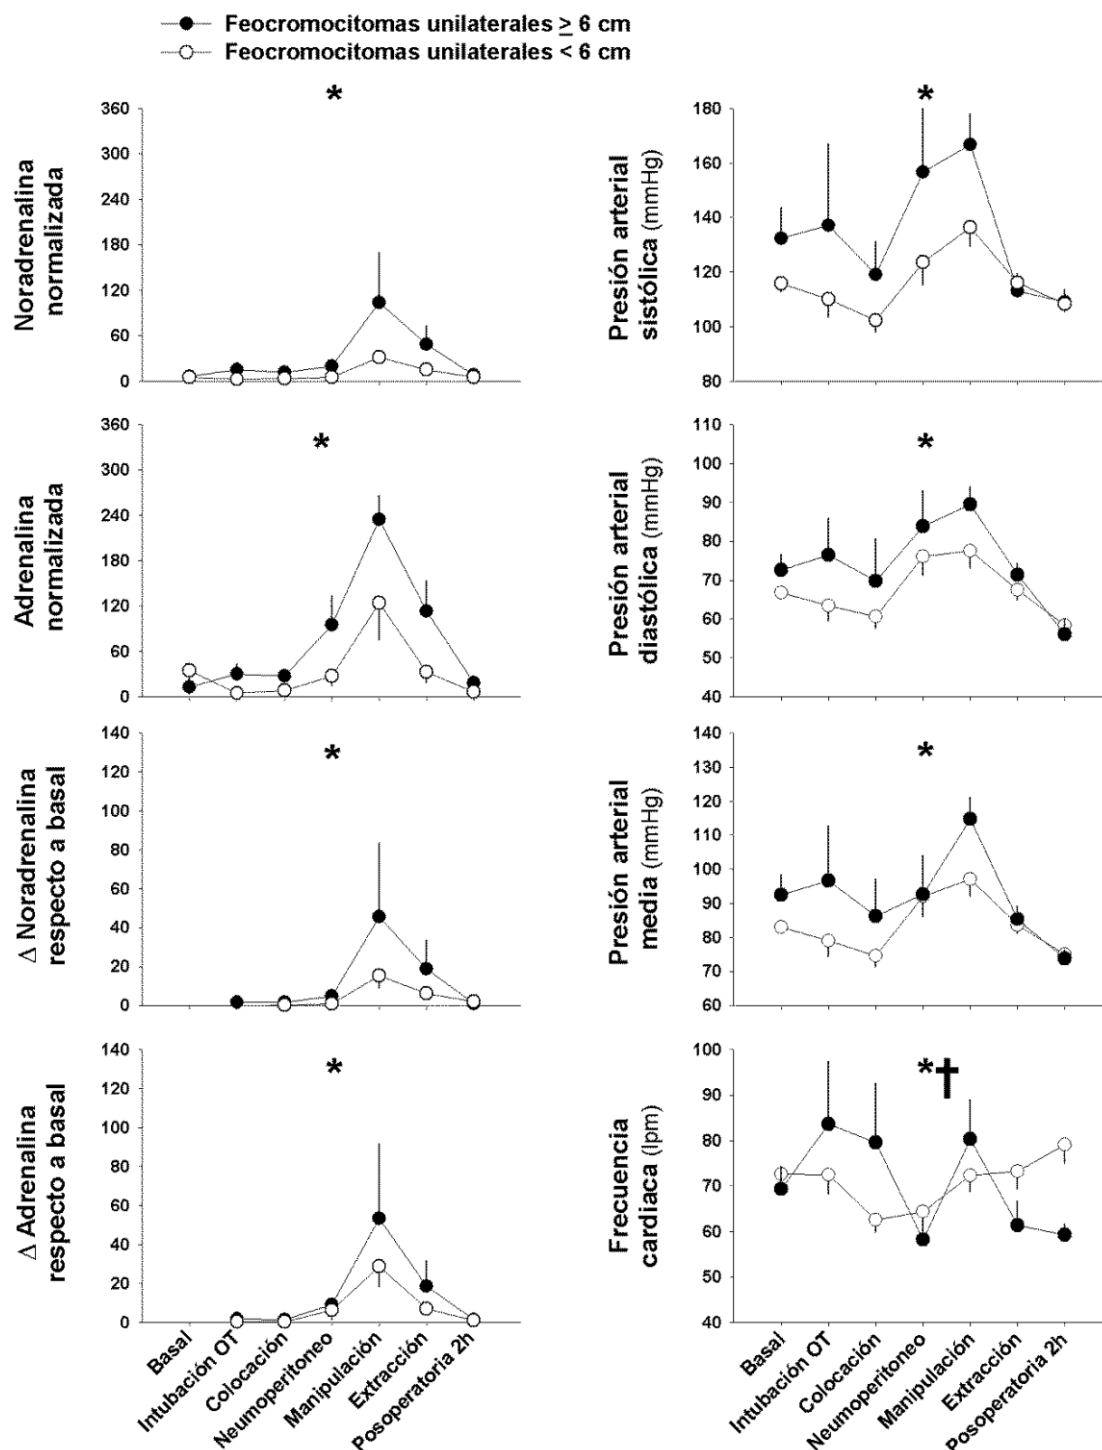 Feocromocitomas unilaterales ≥ 6 cm
Feocromocitomas unilaterales < 6 cm
Noradrenalina
normalizada
360
300
240
180
120
60
0
*
Presión arterial
sistólica (mmHg)
180
160
140
120
100
80
*
Adrenalina
normalizada
360
300
240
180
120
60
0
*
Presión arterial
diastólica (mmHg)
110
100
90
80
70
60
50
40
*
Δ Noradrenalina
respecto a basal
140
120
100
80
60
40
20
0
*
Presión arterial
media (mmHg)
140
130
120
110
100
90
80
70
60
*
Δ Adrenalina
respecto a basal
140
120
100
80
60
40
20
0
*
Basal
Intubación OT
Colocación
Neumoperitoneo
Manipulación
Extracción
Posoperatoria 2h
Frecuencia
cardiaca (lpm)
100
90
80
70
60
50
40
*†
Basal
Intubación OT
Colocación
Neumoperitoneo
Manipulación
Extracción
Posoperatoria 2h